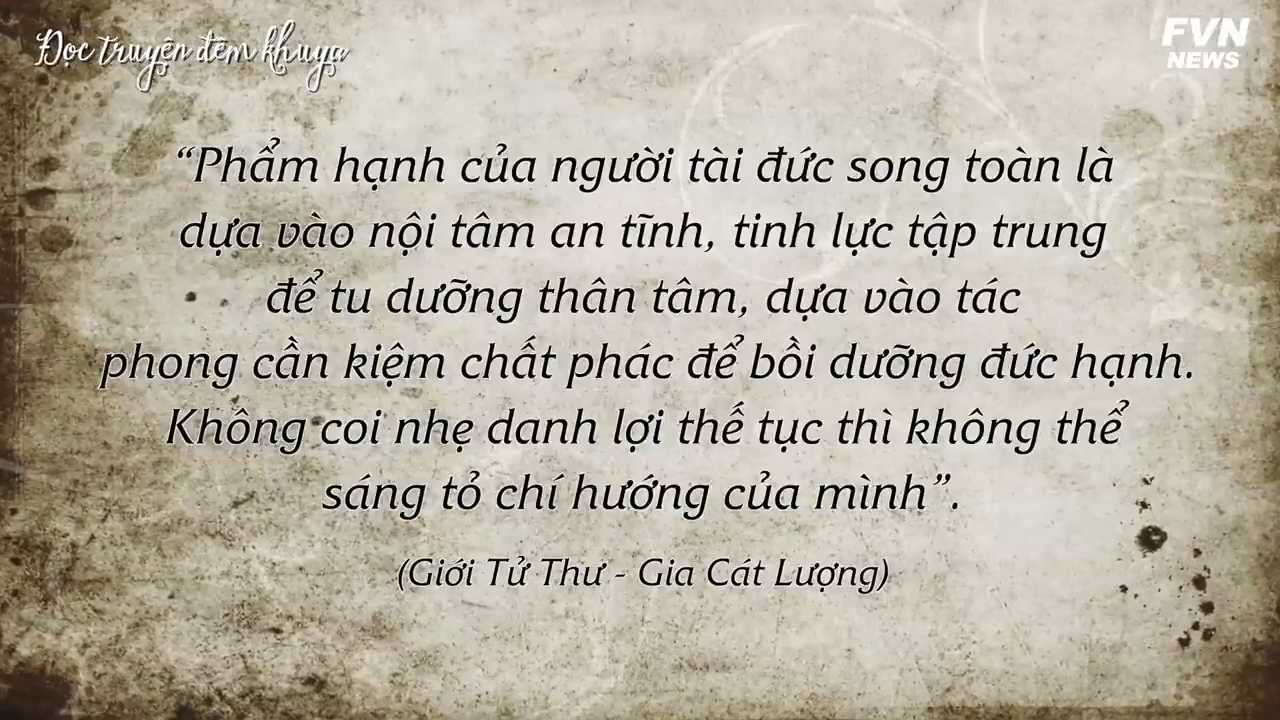 Đọc truyện đêm khuya
FVN
NEWS
“Phẩm hạnh của người tài đức song toàn là
dựa vào nội tâm an tĩnh, tinh lực tập trung
để tu dưỡng thân tâm, dựa vào tác
phong cần kiệm chất phác để bồi dưỡng đức hạnh.
Không coi nhẹ danh lợi thế tục thì không thể
sáng tỏ chí hướng của mình”.
(Giới Tử Thư - Gia Cát Lượng)